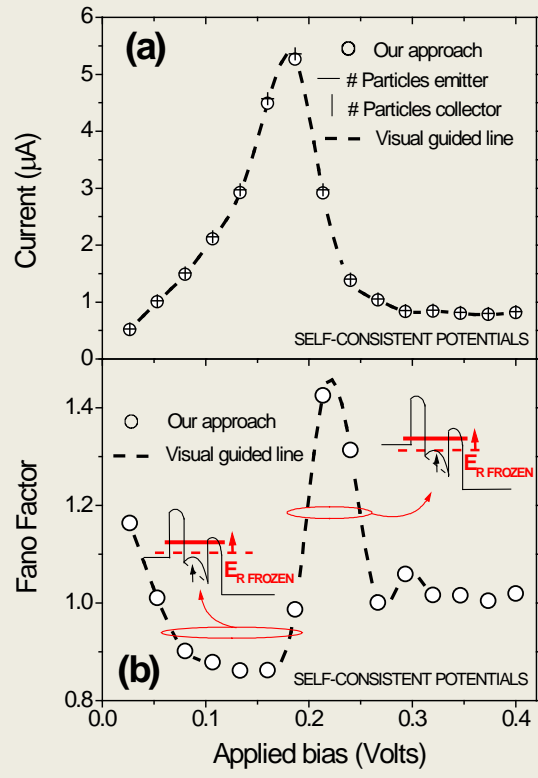 6
(a)
Our approach
# Particles emitter
# Particles collector
Visual guided line
5
4
3
2
1
0
Current (µA)
SELF-CONSISTENT POTENTIALS
1.4
1.2
1.0
0.8
Fano Factor
Our approach
Visual guided line
E R FROZEN
E R FROZEN
(b)
SELF-CONSISTENT POTENTIALS
0.0 0.1 0.2 0.3 0.4
Applied bias (Volts)